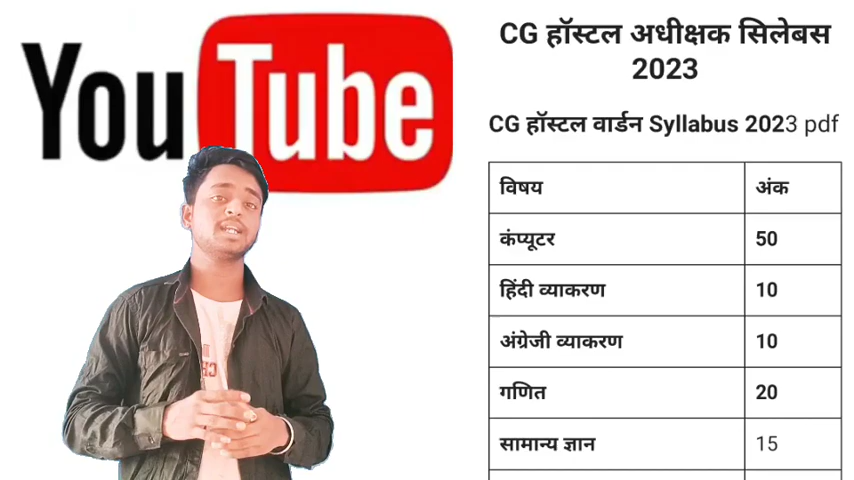 YouTube
CG हॉस्टल अधीक्षक सिलेबस
2023
CG हॉस्टल वार्डन Syllabus 2023 pdf
विषय अंक
कंप्यूटर 50
हिंदी व्याकरण 10
अंग्रेजी व्याकरण 10
गणित 20
सामान्य ज्ञान 15